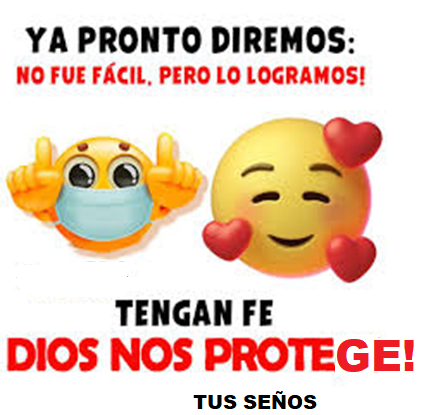 YA PRONTO DIREMOS:
NO FUE FÁCIL, PERO LO LOGRAMOS!
TENGAN FE
DIOS NOS PROTEGE!
TUS SEÑOS